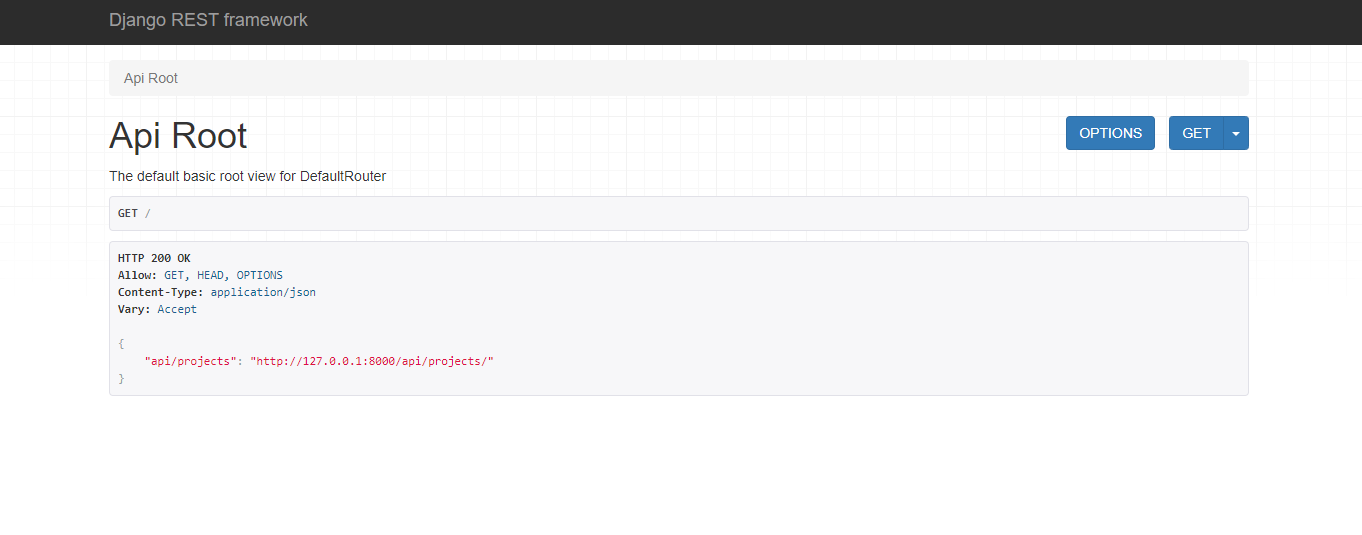 Django REST framework
Api Root
Api Root
OPTIONS
GET
The default basic root view for DefaultRouter
GET /
HTTP 200 OK
Allow: GET, HEAD, OPTIONS
Content-Type: application/json
Vary: Accept
{
    "api/projects": "http://127.0.0.1:8000/api/projects/"
}